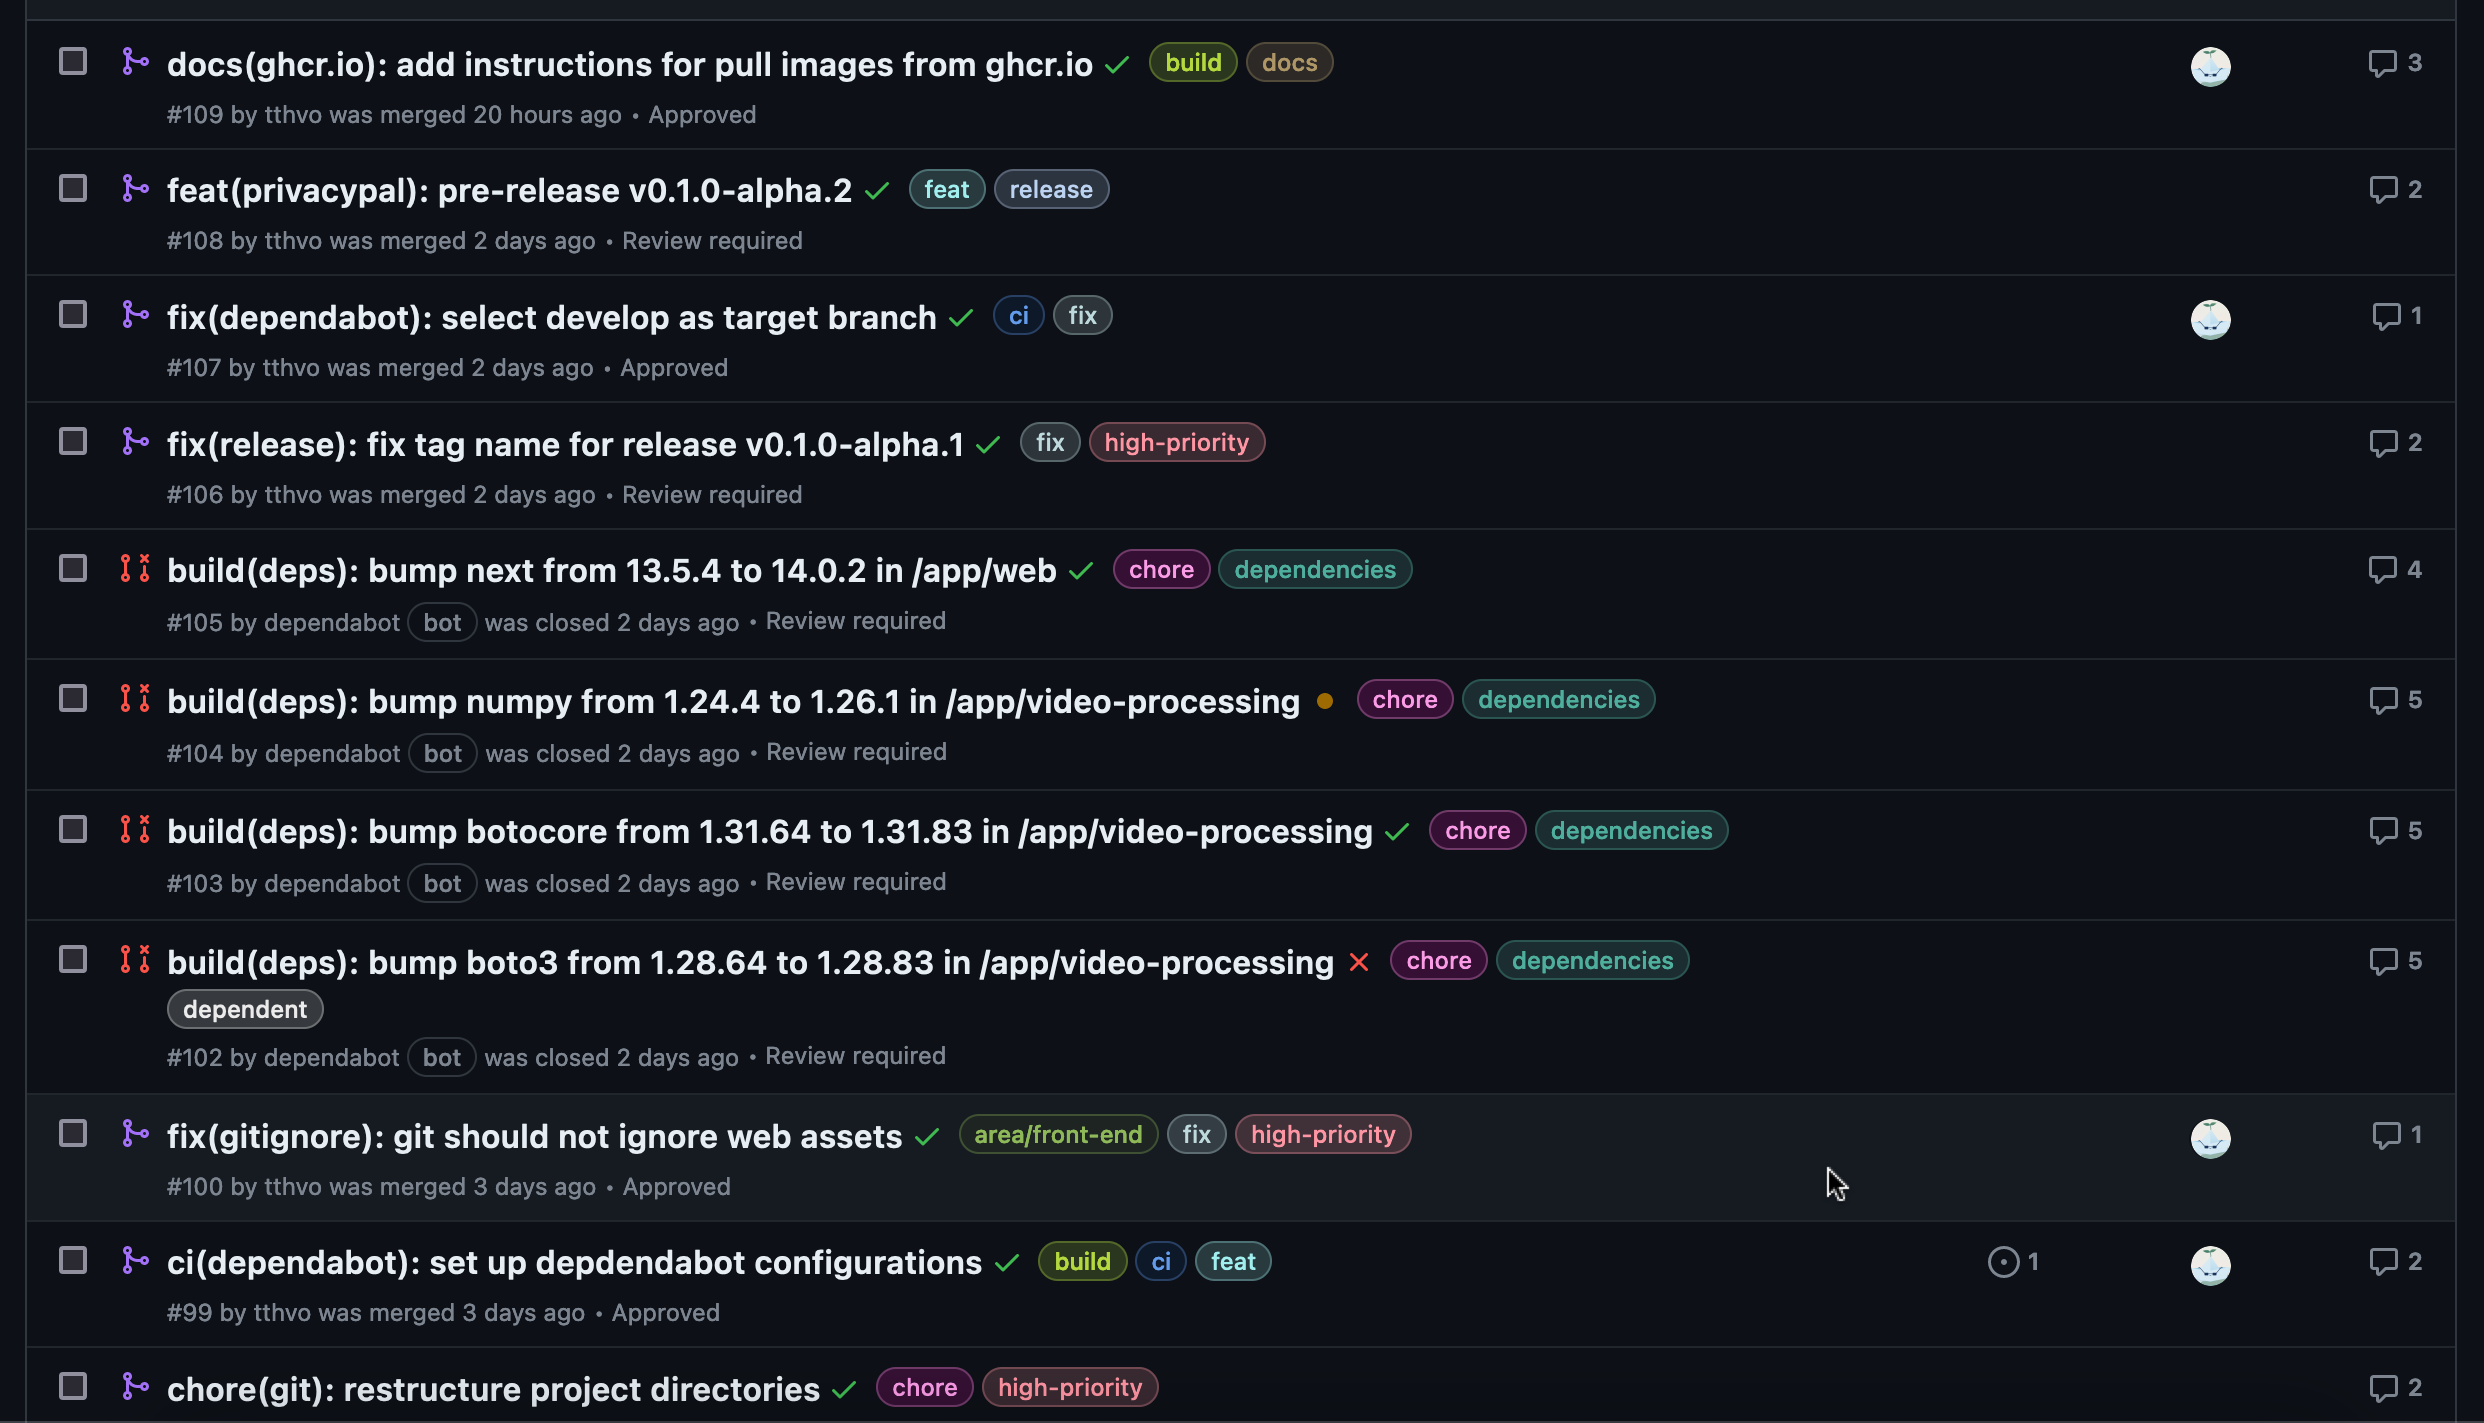 docs(ghcr.io): add instructions for pull images from ghcr.io build docs 3
#109 by tthvo was merged 20 hours ago • Approved
feat(privacypal): pre-release v0.1.0-alpha.2 feat release 2
#108 by tthvo was merged 2 days ago • Review required
fix(dependabot): select develop as target branch ci fix 1
#107 by tthvo was merged 2 days ago • Approved
fix(release): fix tag name for release v0.1.0-alpha.1 fix high-priority 2
#106 by tthvo was merged 2 days ago • Review required
build(deps): bump next from 13.5.4 to 14.0.2 in /app/web chore dependencies 4
#105 by dependabot bot was closed 2 days ago • Review required
build(deps): bump numpy from 1.24.4 to 1.26.1 in /app/video-processing chore dependencies 5
#104 by dependabot bot was closed 2 days ago • Review required
build(deps): bump botocore from 1.31.64 to 1.31.83 in /app/video-processing chore dependencies 5
#103 by dependabot bot was closed 2 days ago • Review required
build(deps): bump boto3 from 1.28.64 to 1.28.83 in /app/video-processing chore dependencies 5
dependent
#102 by dependabot bot was closed 2 days ago • Review required
fix(gitignore): git should not ignore web assets area/front-end fix high-priority 1
#100 by tthvo was merged 3 days ago • Approved
ci(dependabot): set up depdendabot configurations build ci feat 1 2
#99 by tthvo was merged 3 days ago • Approved
chore(git): restructure project directories chore high-priority 2